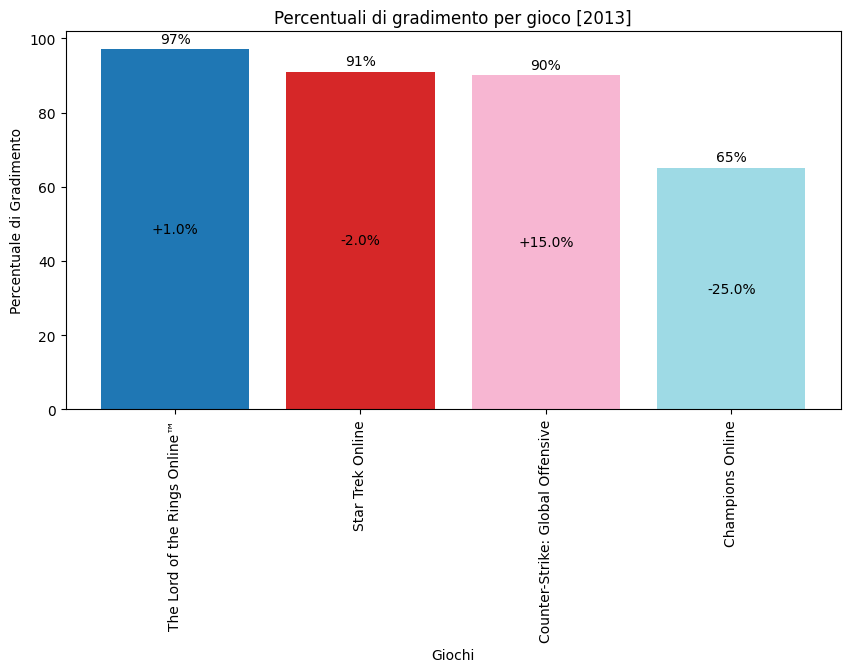 Percentuali di gradimento per gioco [2013]
Percentuale di Gradimento
100
80
60
40
20
0
97%
91%
90%
65%
+1.0%
-2.0%
+15.0%
-25.0%
The Lord of the Rings Online™
Star Trek Online
Counter-Strike: Global Offensive
Champions Online
Giochi